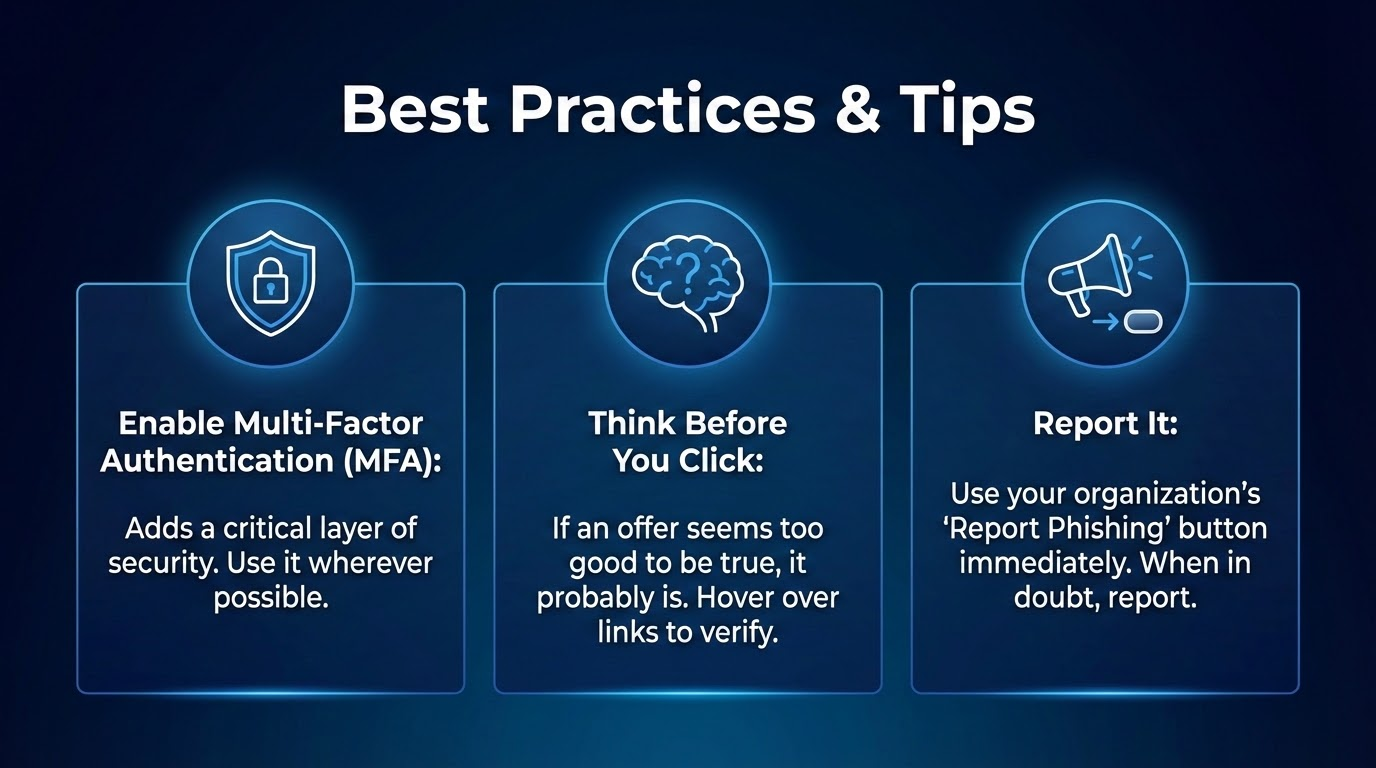 Best Practices & Tips
Enable Multi-Factor
Authentication (MFA):
Adds a critical layer of
security. Use it wherever
possible.
Think Before
You Click:
If an offer seems too
good to be true, it
probably is. Hover over
links to verify.
Report It:
Use your organization’s
‘Report Phishing’ button
immediately. When in
doubt, report.